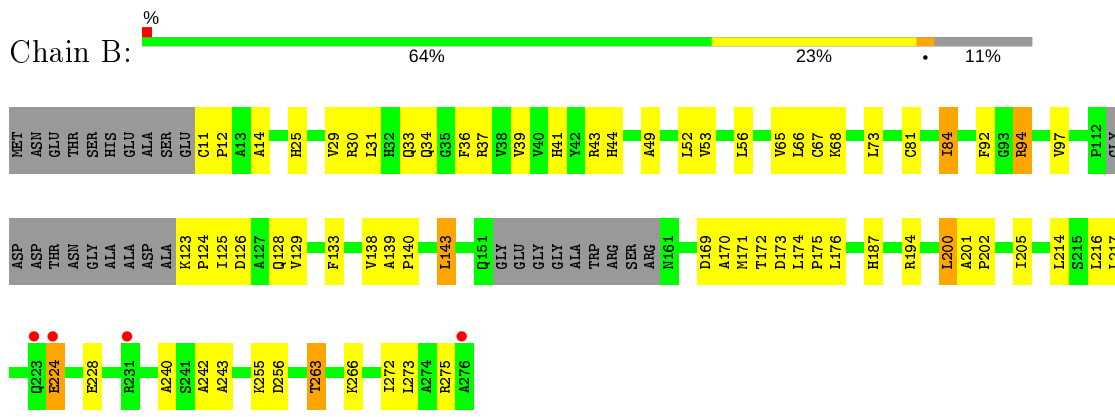 %
Chain B:
64% 23% • 11%
MET ASN GLU THR SER HIS GLU ALA SER GLU C11 P12 A13 A14 H25 V29 R30 L31 H32 Q33 Q34 G35 F36 R37 V38 V39 V40 H41 Y42 R43 H44 A49 L52 V53 L56 V65 L66 C67 K68 L73 C81 I84 F92 G93 R94 V97 P112 GLY
ASP ASP THR ASN GLY ALA ALA ASP ALA K123 P124 I125 D126 A127 Q128 V129 F133 V138 A139 P140 L143 Q151 GLY GLU GLY GLY ALA TRP ARG SER ARG N161 D169 A170 M171 T172 D173 L174 P175 L176 H187 R194 L200 A201 P202 I205 L214 S215 L216 L217
Q223 E224 E228 R231 A240 S241 A242 A243 K255 D256 T263 K266 I272 L273 A274 R275 A276